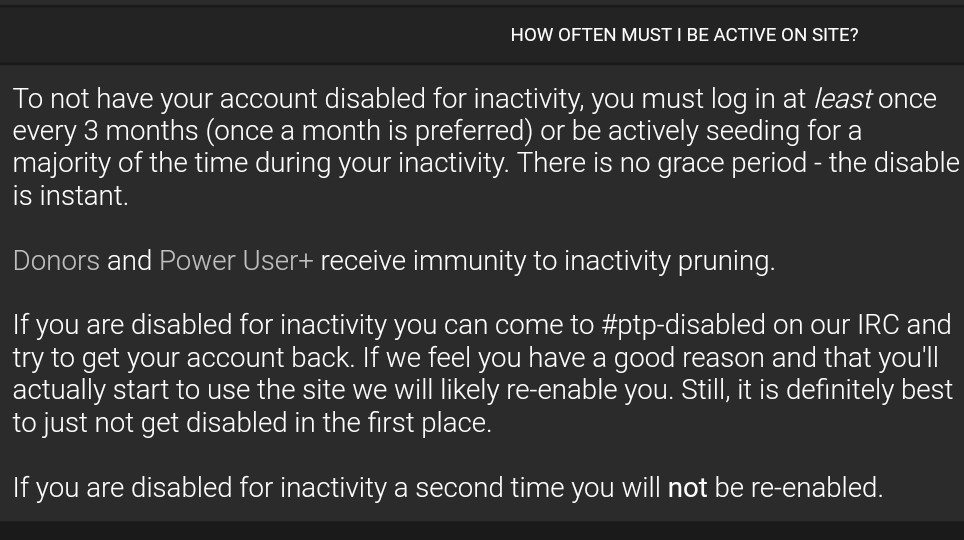 HOW OFTEN MUST I BE ACTIVE ON SITE?
To not have your account disabled for inactivity, you must log in at least once
every 3 months (once a month is preferred) or be actively seeding for a
majority of the time during your inactivity. There is no grace period - the disable
is instant.
Donors and Power User+ receive immunity to inactivity pruning.
If you are disabled for inactivity you can come to #ptp-disabled on our IRC and
try to get your account back. If we feel you have a good reason and that you'll
actually start to use the site we will likely re-enable you. Still, it is definitely best
to just not get disabled in the first place.
If you are disabled for inactivity a second time you will not be re-enabled.